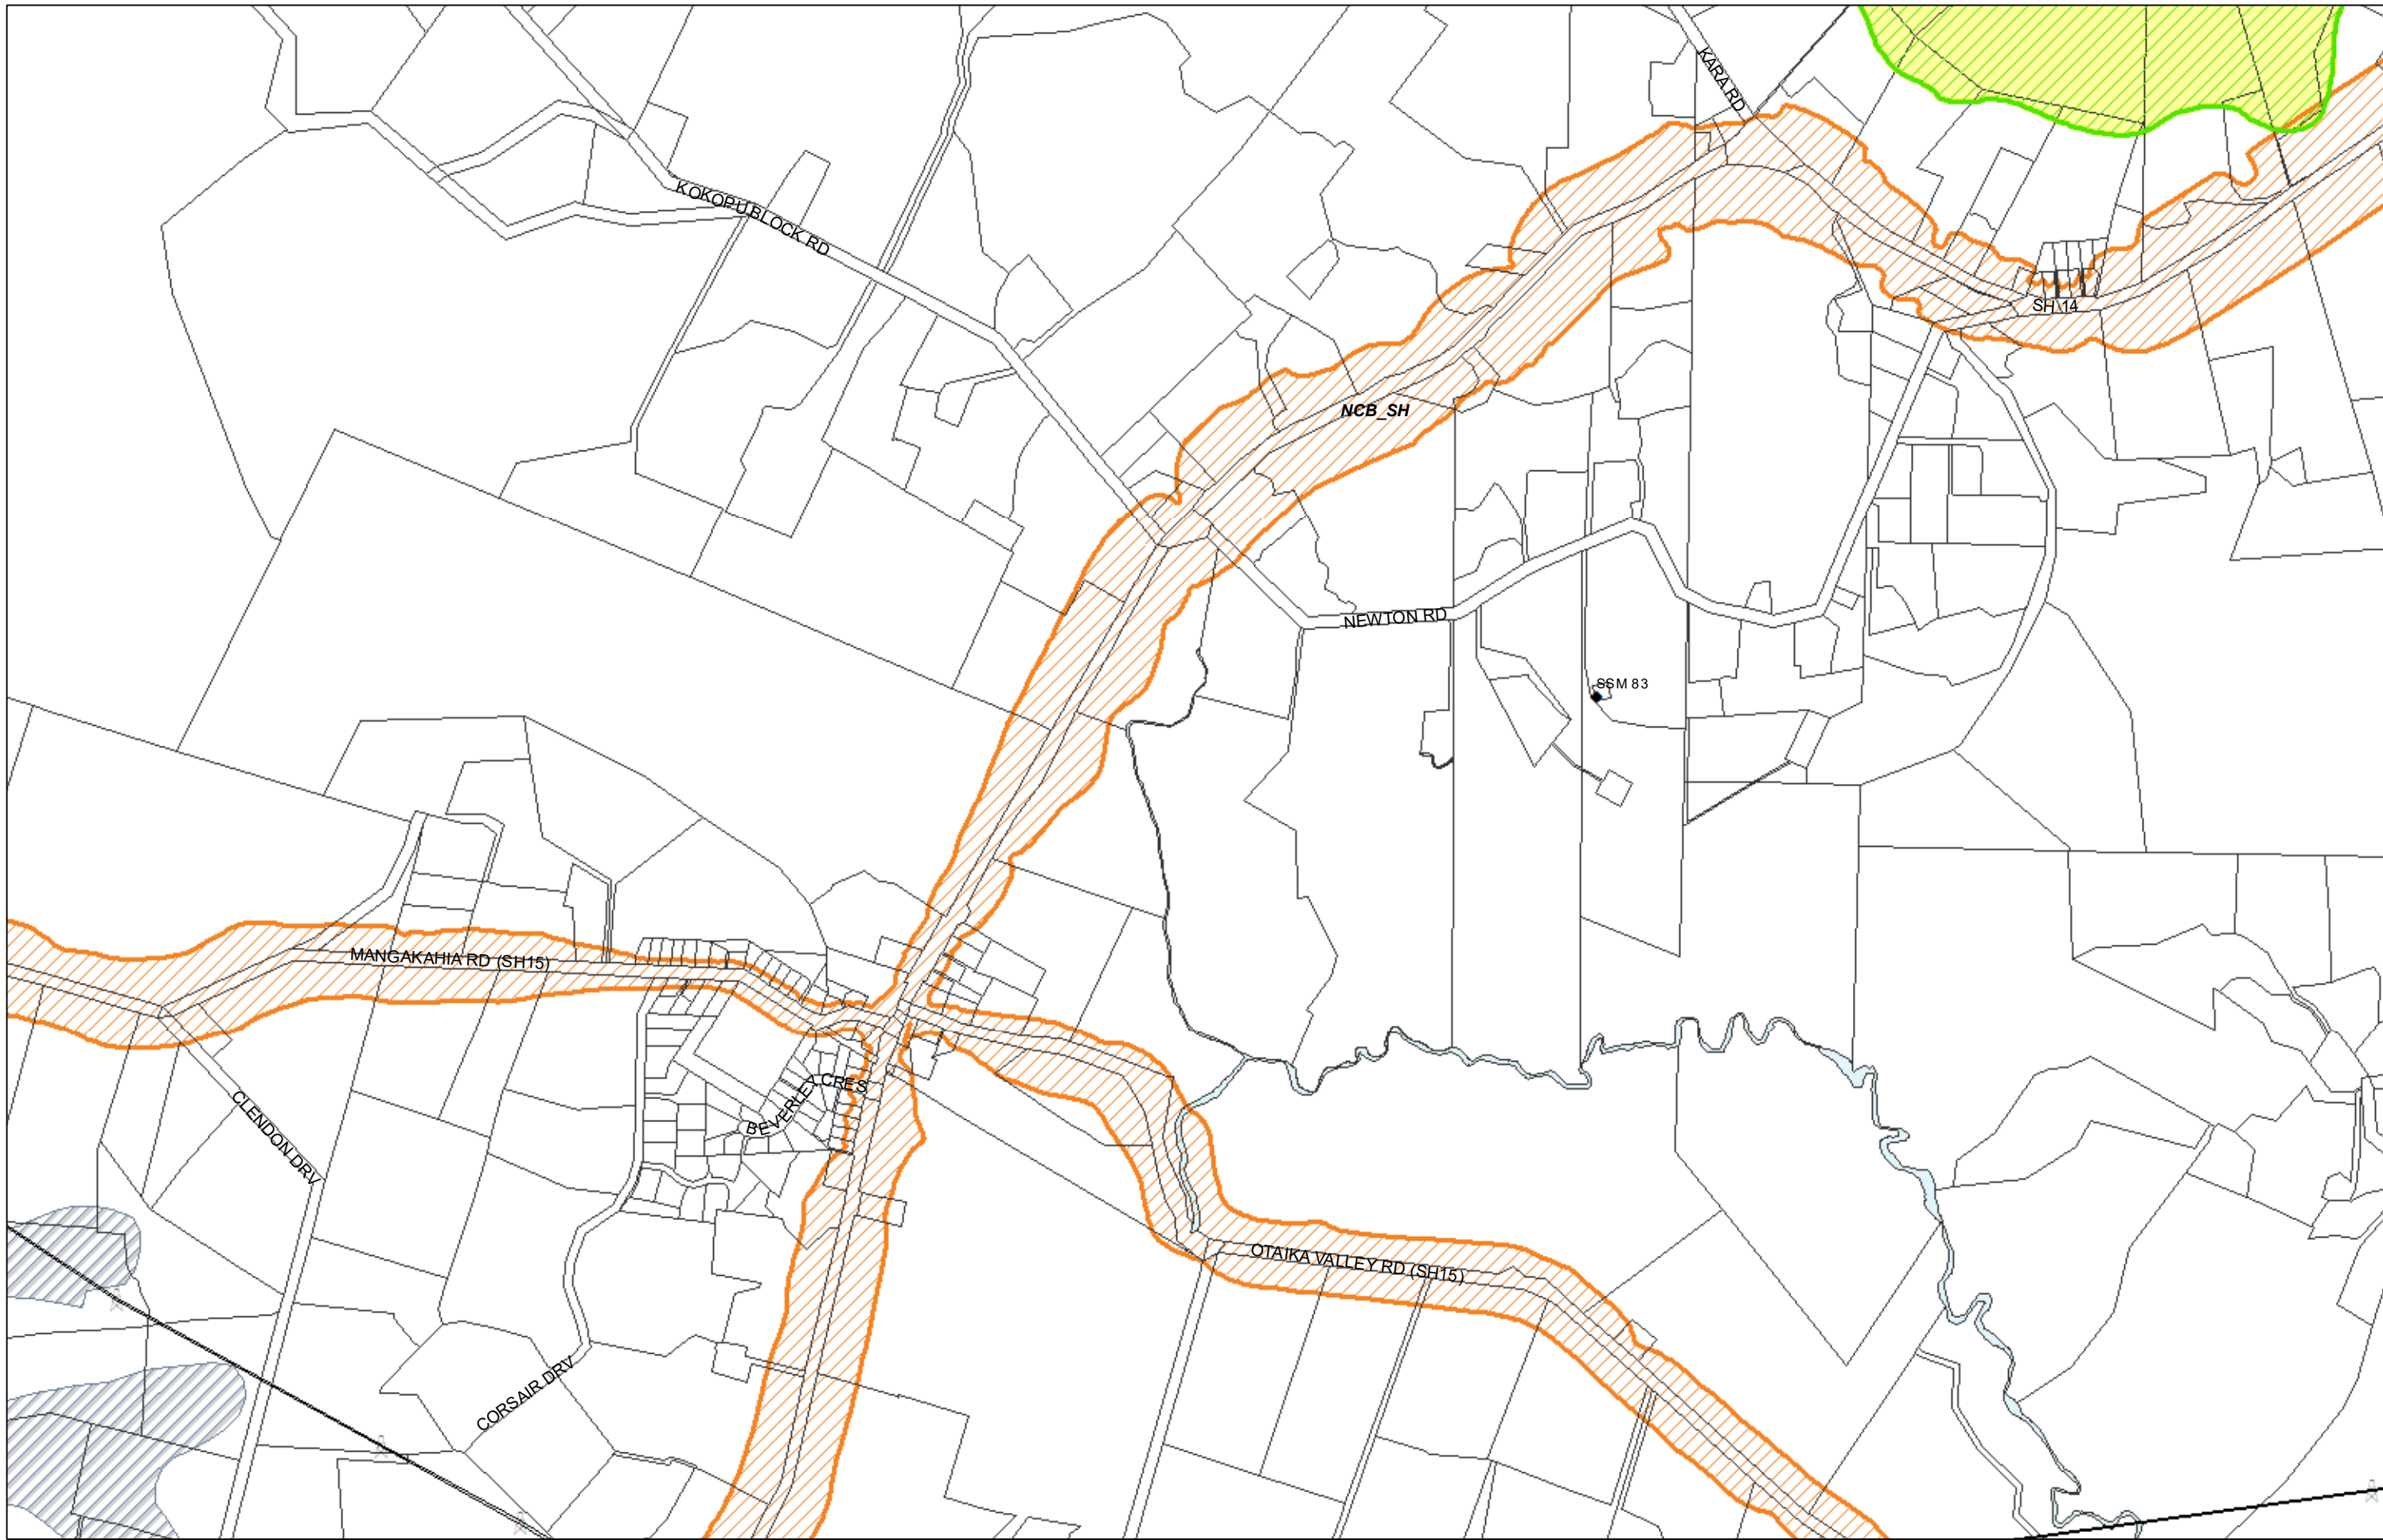 KARA RD
KOKOPU BLOCK RD
SH 14
NCB_SH
NEWTON RD
SSM 83
MANGAKAHIA RD (SH15)
BEVERLEY CRES
CLENDON DRV
OTAIKA VALLEY RD (SH15)
CORSAIR DRV